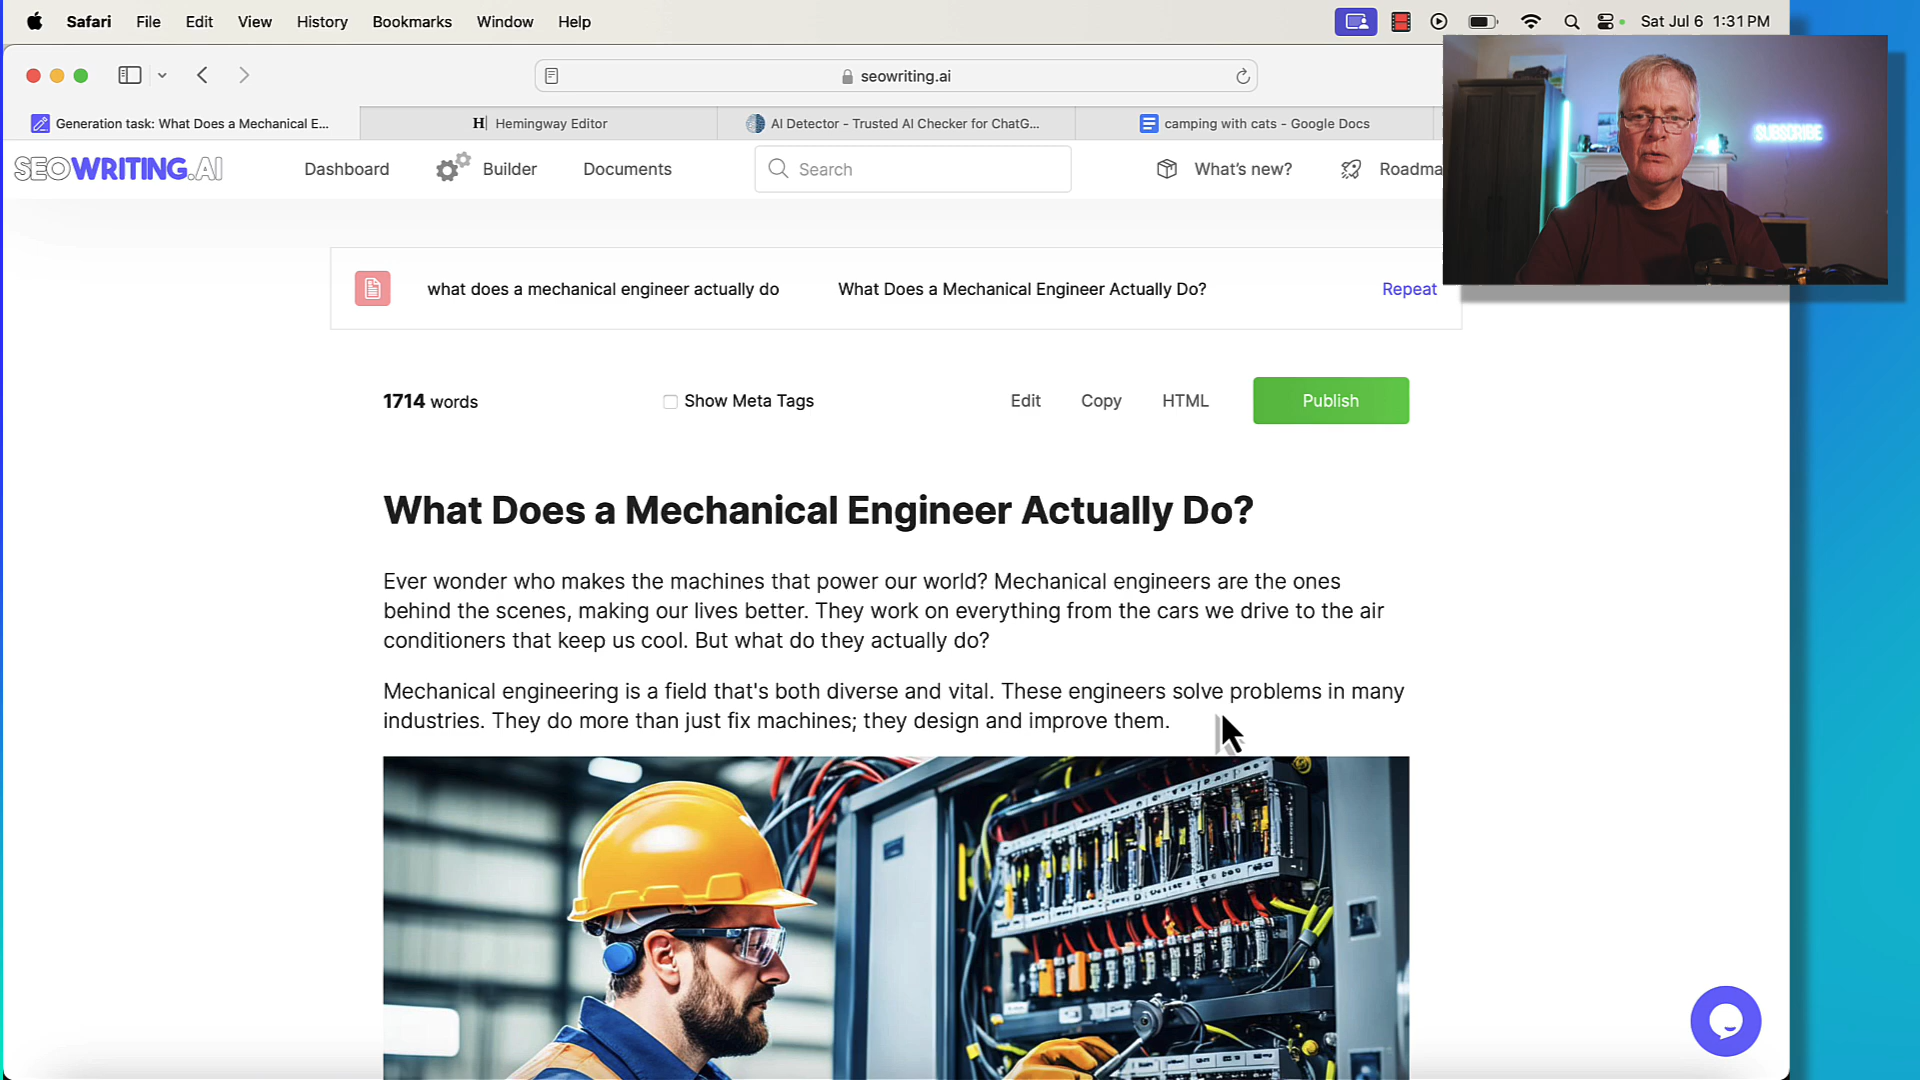 Safari File Edit View History Bookmarks Window Help Sat Jul 6 1:31 PM
seowriting.ai
Generation task: What Does a Mechanical E... Hemingway Editor AI Detector - Trusted AI Checker for ChatG... camping with cats - Google Docs
SEOWRITING.AI Dashboard Builder Documents Search What's new? Roadma
SUBSCRIBE
what does a mechanical engineer actually do What Does a Mechanical Engineer Actually Do? Repeat
1714 words Show Meta Tags Edit Copy HTML Publish
What Does a Mechanical Engineer Actually Do?
Ever wonder who makes the machines that power our world? Mechanical engineers are the ones
behind the scenes, making our lives better. They work on everything from the cars we drive to the air
conditioners that keep us cool. But what do they actually do?
Mechanical engineering is a field that's both diverse and vital. These engineers solve problems in many
industries. They do more than just fix machines; they design and improve them.